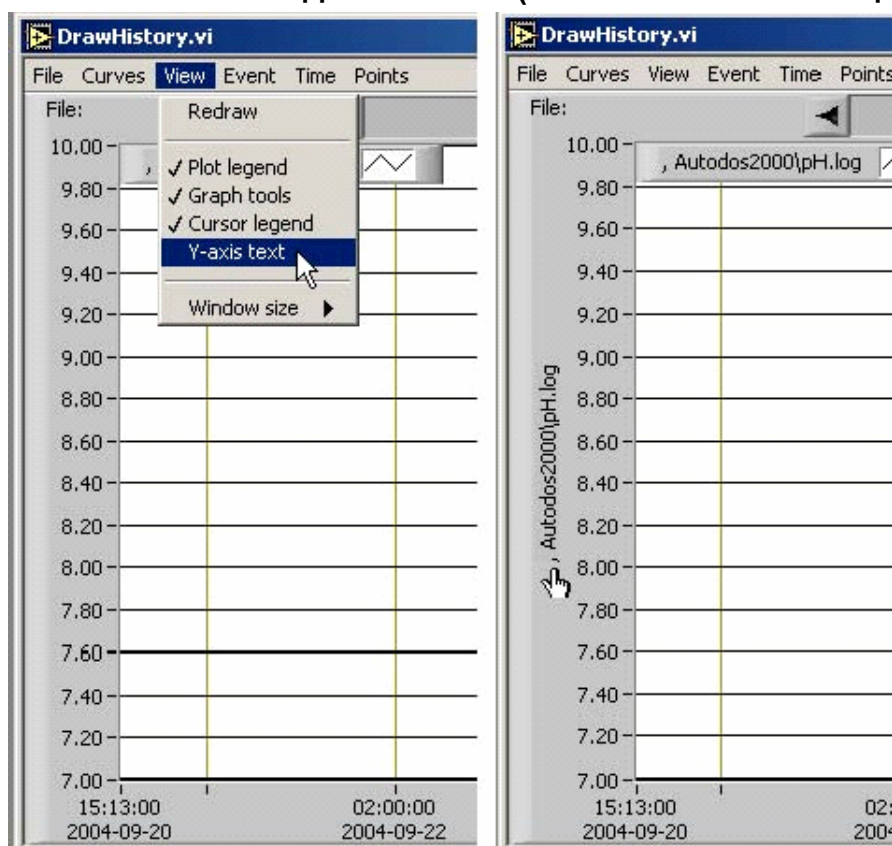 DrawHistory.vi
File Curves View Event Time Points
File:
Redraw
Plot legend
Graph tools
Cursor legend
Y-axis text
Window size
10.00
9.80
9.60
9.40
9.20
9.00
8.80
8.60
8.40
8.20
8.00
7.80
7.60
7.40
7.20
7.00
15:13:00 02:00:00
2004-09-20 2004-09-22
DrawHistory.vi
File Curves View Event Time Points
File:
, Autodos2000\pH.log
, Autodos2000\pH.log
10.00
9.80
9.60
9.40
9.20
9.00
8.80
8.60
8.40
8.20
8.00
7.80
7.60
7.40
7.20
7.00
15:13:00 02:
2004-09-20 2004